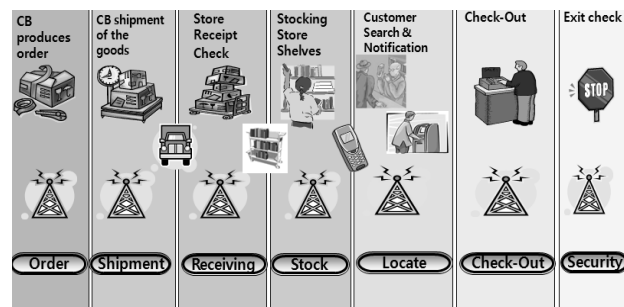 CB
produces
order
CB shipment
of the
goods
Store
Receipt
Check
Stocking
Store
Shelves
Customer
Search &
Notification
Check-Out
Exit check
STOP
Order
Shipment
Receiving
Stock
Locate
Check-Out
Security